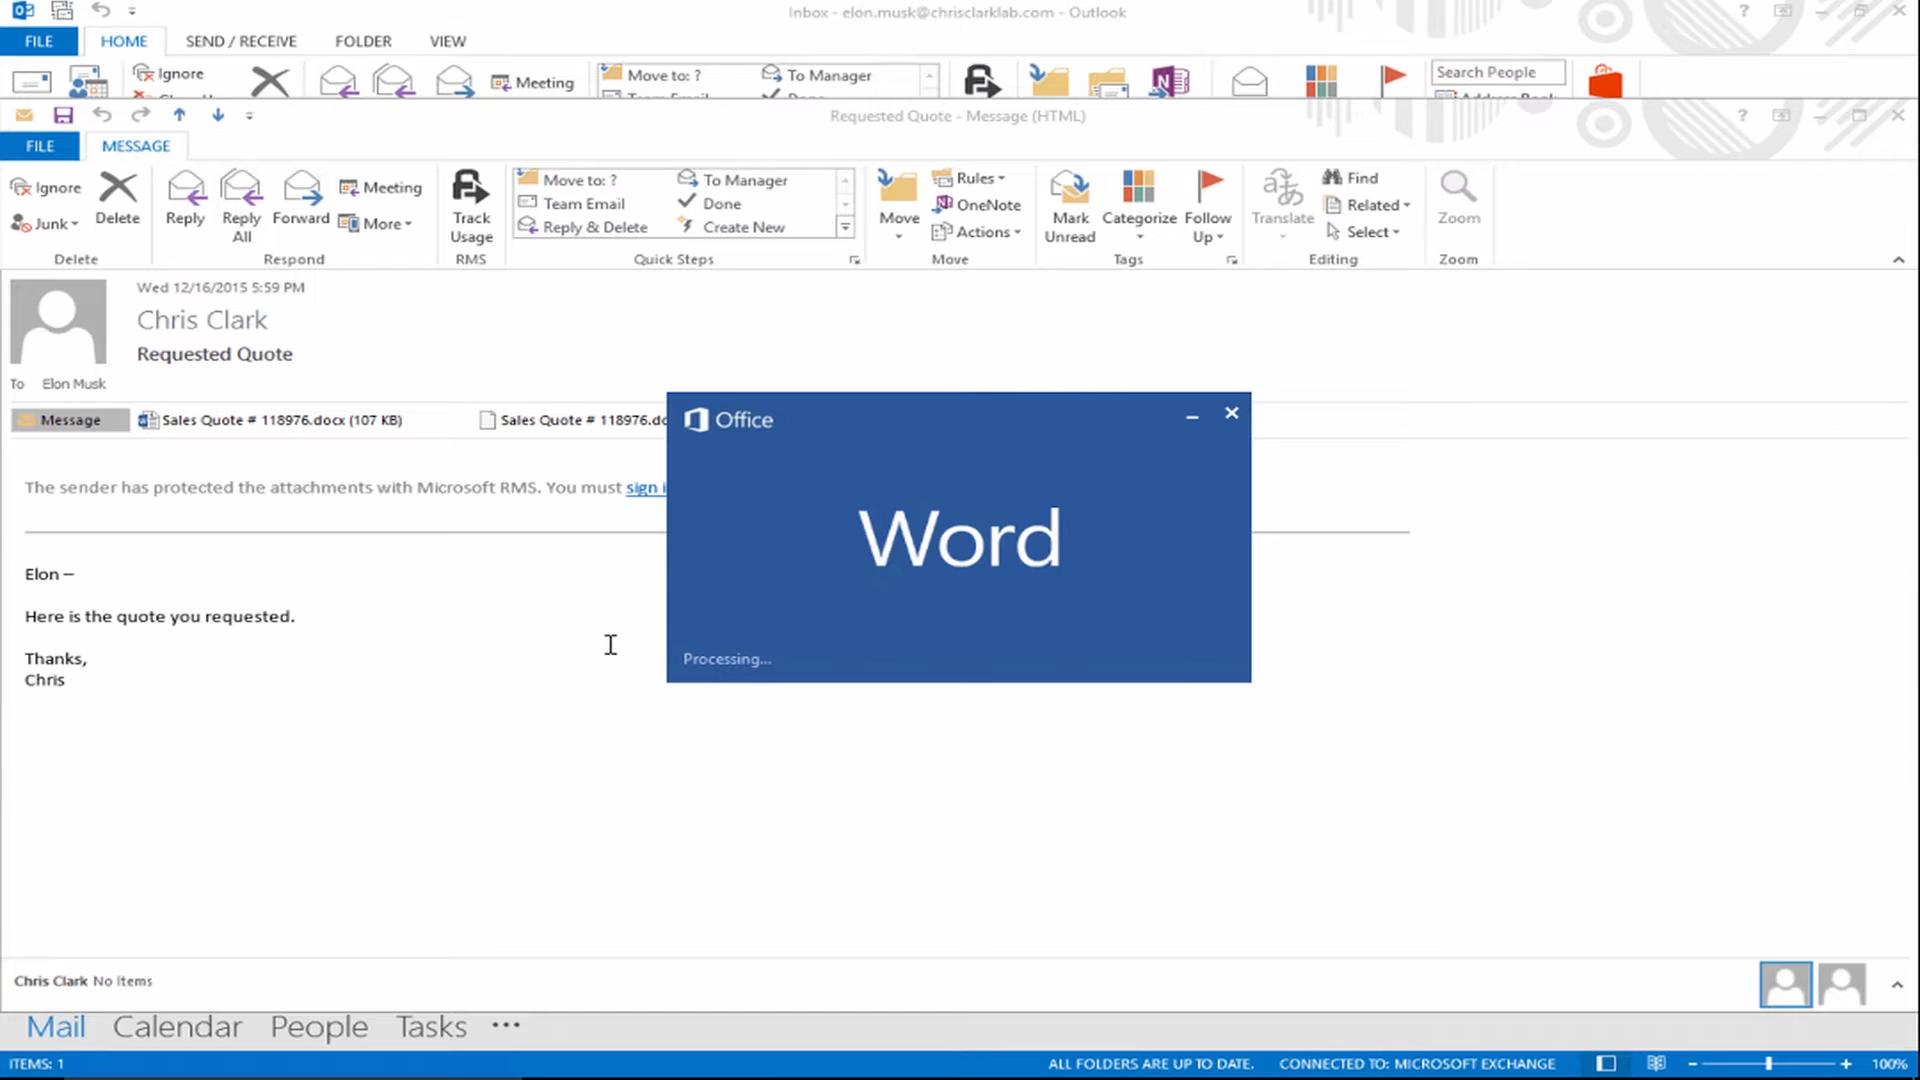 Inbox - elon.musk@chrisclarklab.com - Outlook
FILE HOME SEND / RECEIVE FOLDER VIEW
Ignore Meeting Move to: ? To Manager Search People
Requested Quote - Message (HTML)
FILE MESSAGE
Ignore
Junk
Delete
Reply
Reply All
Forward
Meeting
More
Track Usage
Move to: ? To Manager
Team Email Done
Reply & Delete Create New
Move
Rules
OneNote
Actions
Mark Unread
Categorize
Follow Up
Translate
Find
Related
Select
Zoom
Delete Respond RMS Quick Steps Move Tags Editing Zoom
Wed 12/16/2015 5:59 PM
Chris Clark
Requested Quote
To Elon Musk
Message Sales Quote # 118976.docx (107 KB) Sales Quote # 118976.do
The sender has protected the attachments with Microsoft RMS. You must sign i
Office
Word
Processing...
Elon –
Here is the quote you requested.
Thanks,
Chris
Chris Clark No Items
Mail Calendar People Tasks ...
ITEMS: 1 ALL FOLDERS ARE UP TO DATE. CONNECTED TO: MICROSOFT EXCHANGE 100%